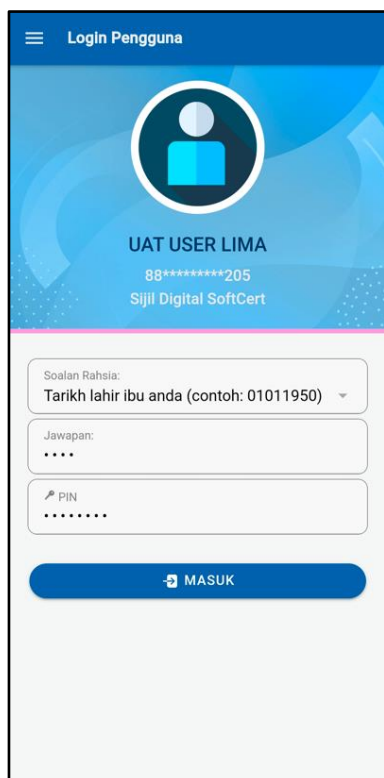 Login Pengguna
UAT USER LIMA
88*********205
Sijil Digital SoftCert
Soalan Rahsia:
Tarikh lahir ibu anda (contoh: 01011950)
Jawapan:
••••
PIN
••••••••
MASUK